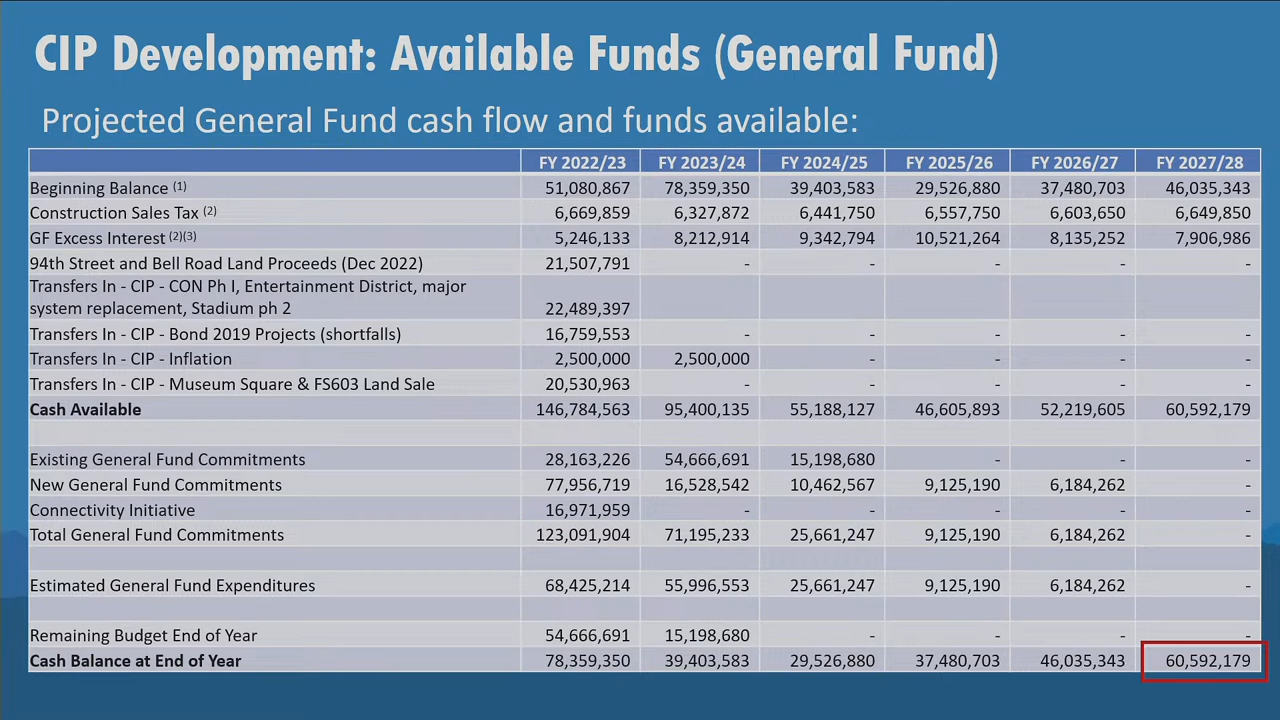 CIP Development: Available Funds (General Fund)
Projected General Fund cash flow and funds available:
FY 2022/23 FY 2023/24 FY 2024/25 FY 2025/26 FY 2026/27 FY 2027/28
Beginning Balance (1) 51,080,867 78,359,350 39,403,583 29,526,880 37,480,703 46,035,343
Construction Sales Tax (2) 6,669,859 6,327,872 6,441,750 6,557,750 6,603,650 6,649,850
GF Excess Interest (2)(3) 5,246,133 8,212,914 9,342,794 10,521,264 8,135,252 7,906,986
94th Street and Bell Road Land Proceeds (Dec 2022) 21,507,791 - - - - -
Transfers In - CIP - CON Ph I, Entertainment District, major
system replacement, Stadium ph 2 22,489,397
Transfers In - CIP - Bond 2019 Projects (shortfalls) 16,759,553 - - - - -
Transfers In - CIP - Inflation 2,500,000 2,500,000 - - - -
Transfers In - CIP - Museum Square & FS603 Land Sale 20,530,963 - - - - -
Cash Available 146,784,563 95,400,135 55,188,127 46,605,893 52,219,605 60,592,179
Existing General Fund Commitments 28,163,226 54,666,691 15,198,680 - - -
New General Fund Commitments 77,956,719 16,528,542 10,462,567 9,125,190 6,184,262 -
Connectivity Initiative 16,971,959 - - - - -
Total General Fund Commitments 123,091,904 71,195,233 25,661,247 9,125,190 6,184,262 -
Estimated General Fund Expenditures 68,425,214 55,996,553 25,661,247 9,125,190 6,184,262 -
Remaining Budget End of Year 54,666,691 15,198,680 - - - -
Cash Balance at End of Year 78,359,350 39,403,583 29,526,880 37,480,703 46,035,343 60,592,179